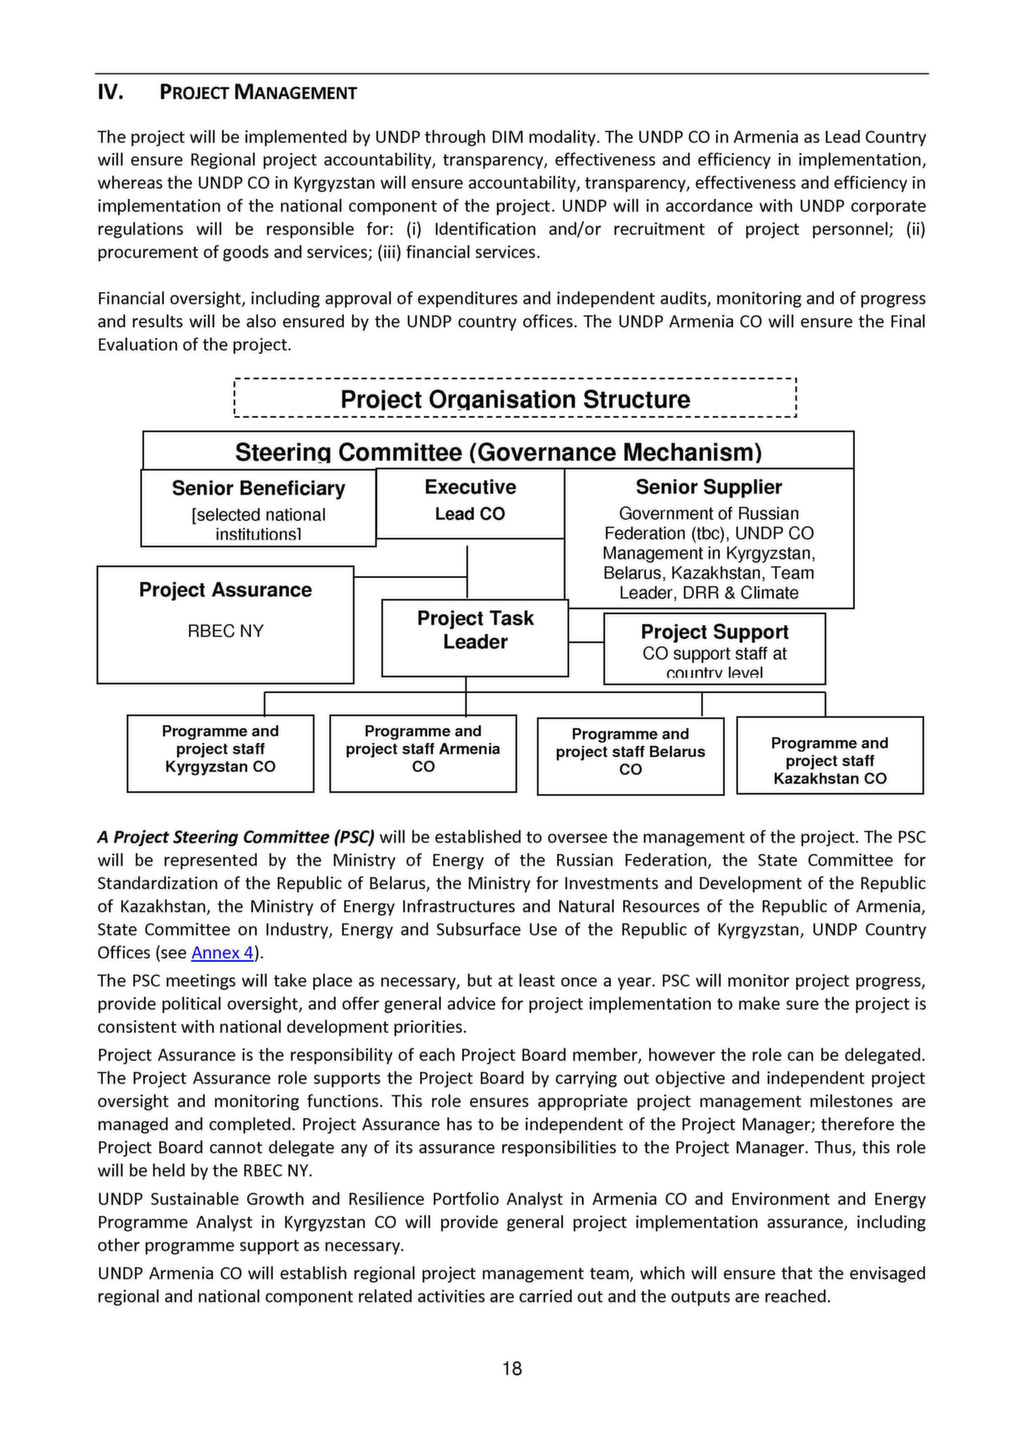 IV. PROJECT MANAGEMENT
The project will be implemented by UNDP through DIM modality. The UNDP CO in Armenia as Lead Country
will ensure Regional project accountability, transparency, effectiveness and efficiency in implementation,
whereas the UNDP CO in Kyrgyzstan will ensure accountability, transparency, effectiveness and efficiency in
implementation of the national component of the project. UNDP will in accordance with UNDP corporate
regulations will be responsible for: (i) Identification and/or recruitment of project personnel; (ii)
procurement of goods and services; (iii) financial services.
Financial oversight, including approval of expenditures and independent audits, monitoring and of progress
and results will be also ensured by the UNDP country offices. The UNDP Armenia CO will ensure the Final
Evaluation of the project.
Project Organisation Structure
Steering Committee (Governance Mechanism)
Senior Beneficiary
[selected national
institutions]
Executive
Lead CO
Senior Supplier
Government of Russian
Federation (tbc), UNDP CO
Management in Kyrgyzstan,
Belarus, Kazakhstan, Team
Leader, DRR & Climate
Project Assurance
RBEC NY
Project Task
Leader
Project Support
CO support staff at
country level
Programme and
project staff
Kyrgyzstan CO
Programme and
project staff Armenia
CO
Programme and
project staff Belarus
CO
Programme and
project staff
Kazakhstan CO
A Project Steering Committee (PSC) will be established to oversee the management of the project. The PSC
will be represented by the Ministry of Energy of the Russian Federation, the State Committee for
Standardization of the Republic of Belarus, the Ministry for Investments and Development of the Republic
of Kazakhstan, the Ministry of Energy Infrastructures and Natural Resources of the Republic of Armenia,
State Committee on Industry, Energy and Subsurface Use of the Republic of Kyrgyzstan, UNDP Country
Offices (see Annex 4).
The PSC meetings will take place as necessary, but at least once a year. PSC will monitor project progress,
provide political oversight, and offer general advice for project implementation to make sure the project is
consistent with national development priorities.
Project Assurance is the responsibility of each Project Board member, however the role can be delegated.
The Project Assurance role supports the Project Board by carrying out objective and independent project
oversight and monitoring functions. This role ensures appropriate project management milestones are
managed and completed. Project Assurance has to be independent of the Project Manager; therefore the
Project Board cannot delegate any of its assurance responsibilities to the Project Manager. Thus, this role
will be held by the RBEC NY.
UNDP Sustainable Growth and Resilience Portfolio Analyst in Armenia CO and Environment and Energy
Programme Analyst in Kyrgyzstan CO will provide general project implementation assurance, including
other programme support as necessary.
UNDP Armenia CO will establish regional project management team, which will ensure that the envisaged
regional and national component related activities are carried out and the outputs are reached.
18